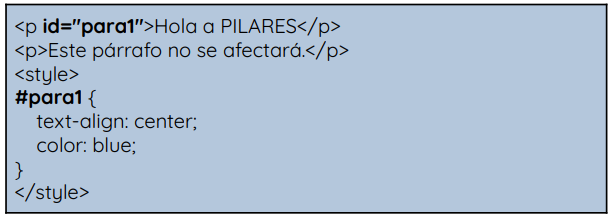 <p id="para1">Hola a PILARES</p>
<p>Este párrafo no se afectará.</p>
<style>
#para1 {
    text-align: center;
    color: blue;
}
</style>